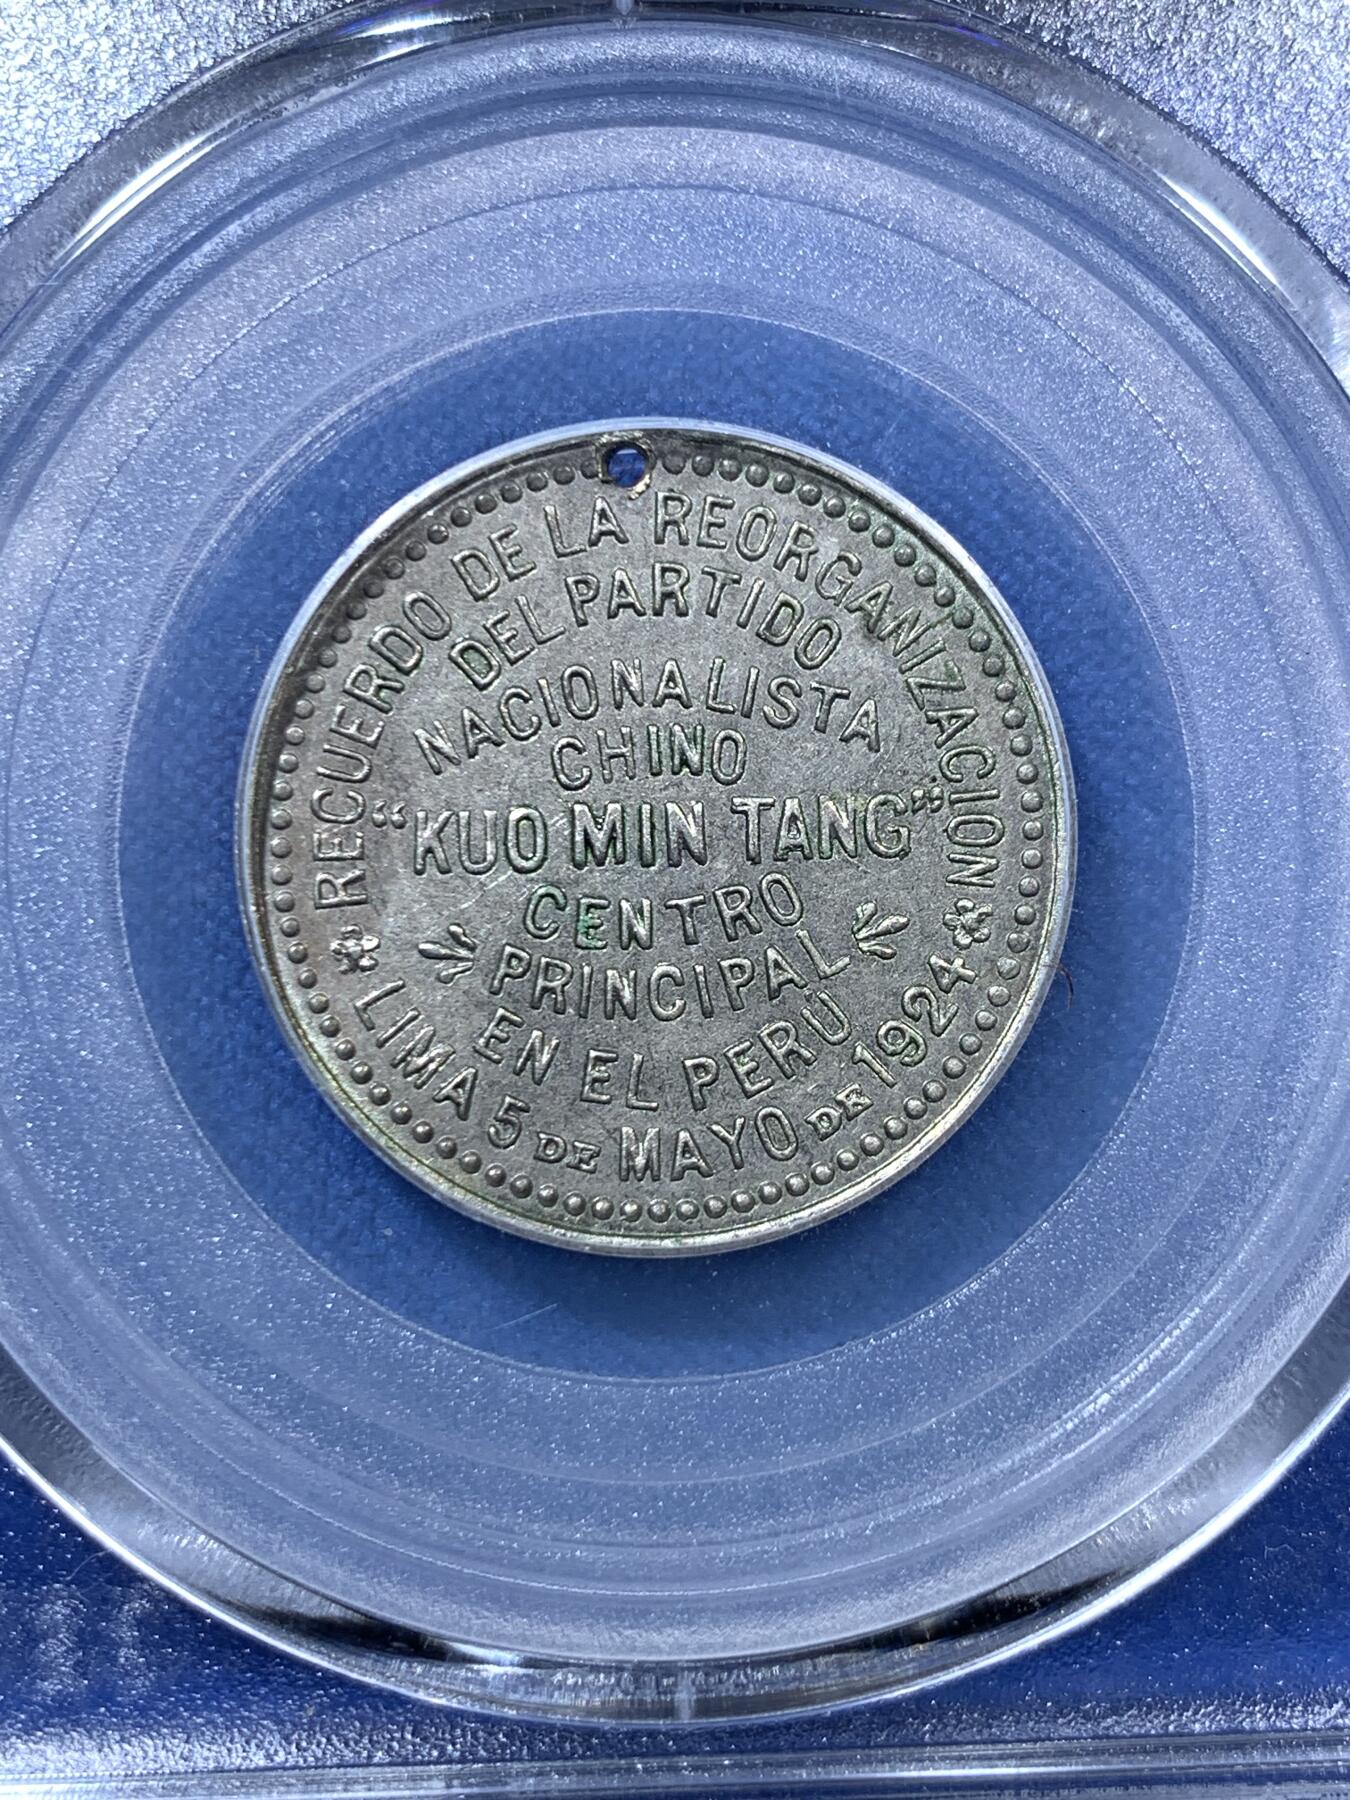 RECUERDO DE LA REORGANIZACION
DEL PARTIDO
NACIONALISTA
CHINO
"KUO MIN TANG"
CENTRO
PRINCIPAL
EN EL PERÚ
LIMA 5 DE MAYO DE 1924